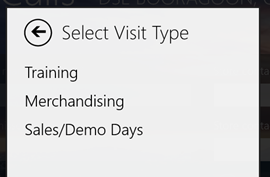 Select Visit Type
Training
Merchandising
Sales/Demo Days